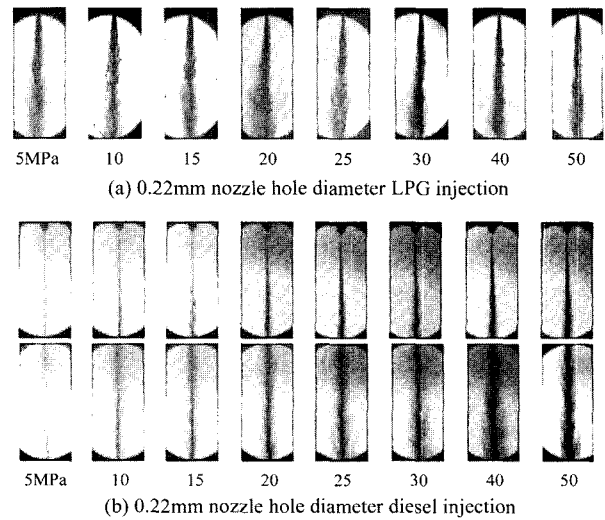 5MPa 10 15 20 25 30 40 50
(a) 0.22mm nozzle hole diameter LPG injection
5MPa 10 15 20 25 30 40 50
(b) 0.22mm nozzle hole diameter diesel injection